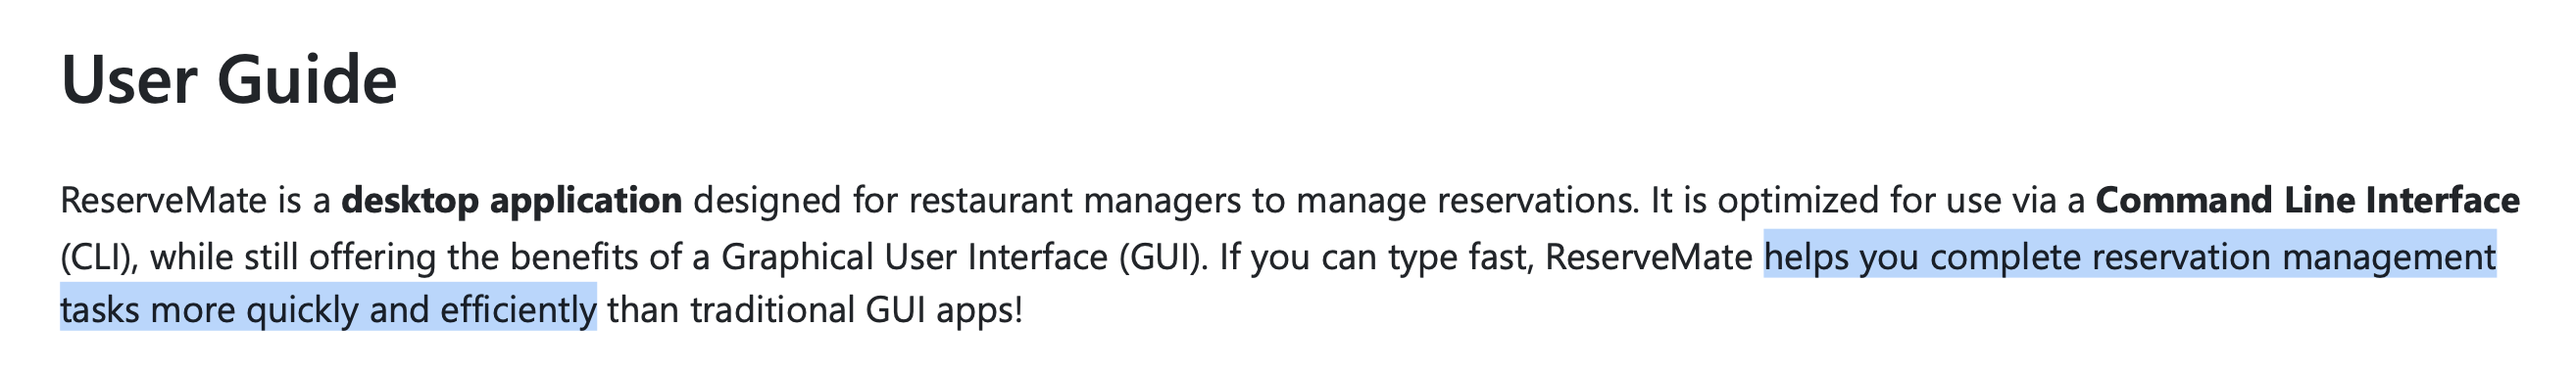 User Guide
ReserveMate is a desktop application designed for restaurant managers to manage reservations. It is optimized for use via a Command Line Interface
(CLI), while still offering the benefits of a Graphical User Interface (GUI). If you can type fast, ReserveMate helps you complete reservation management
tasks more quickly and efficiently than traditional GUI apps!